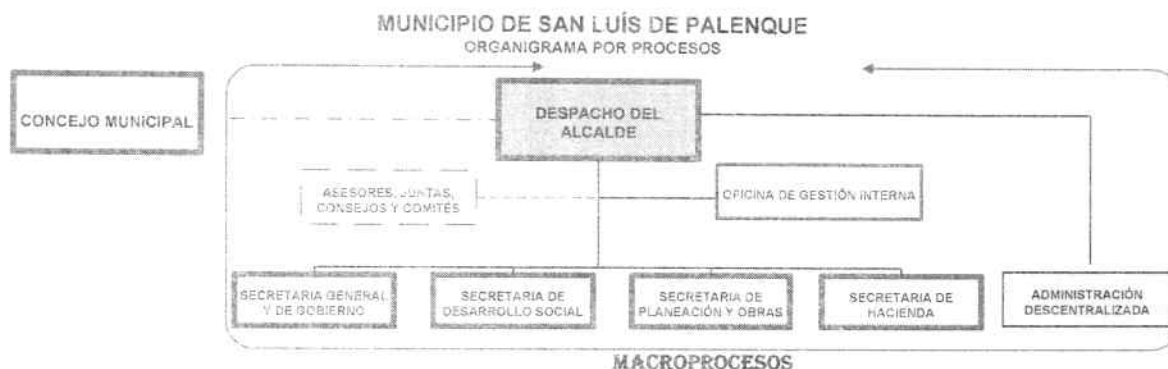 MUNICIPIO DE SAN LUÍS DE PALENQUE
ORGANIGRAMA POR PROCESOS
CONCEJO MUNICIPAL
DESPACHO DEL
ALCALDE
ASESORES, JUNTAS,
CONSEJOS Y COMITÉS
OFICINA DE GESTIÓN INTERNA
SECRETARIA GENERAL
Y DE GOBIERNO
SECRETARIA DE
DESARROLLO SOCIAL
SECRETARIA DE
PLANEACIÓN Y OBRAS
SECRETARIA DE
HACIENDA
ADMINISTRACIÓN
DESCENTRALIZADA
MACROPROCESOS